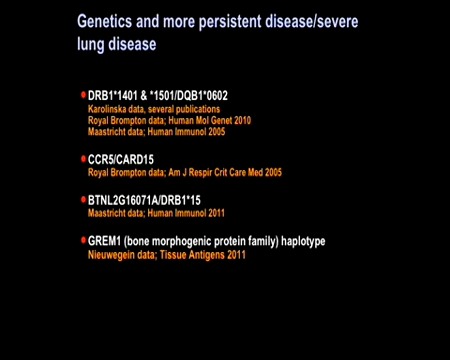 Genetics and more persistent disease/severe
lung disease
DRB1*1401 & *1501/DQB1*0602
Karolinska data, several publications
Royal Brompton data; Human Mol Genet 2010
Maastricht data; Human Immunol 2005
CCR5/CARD15
Royal Brompton data; Am J Respir Crit Care Med 2005
BTNL2G16071A/DRB1*15
Maastricht data; Human Immunol 2011
GREM1 (bone morphogenic protein family) haplotype
Nieuwegein data; Tissue Antigens 2011